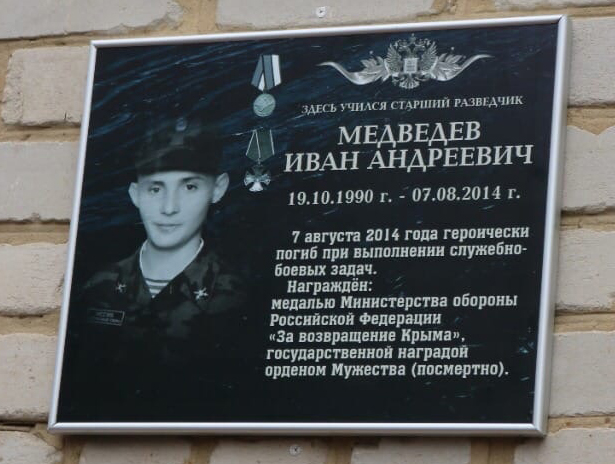 ЗДЕСЬ УЧИЛСЯ СТАРШИЙ РАЗВЕДЧИК
МЕДВЕДЕВ
ИВАН АНДРЕЕВИЧ
19.10.1990 г. - 07.08.2014 г.
7 августа 2014 года героически
погиб при выполнении служебно-
боевых задач.
Награждён:
медалью Министерства обороны
Российской Федерации
«За возвращение Крыма»,
государственной наградой
орденом Мужества (посмертно).